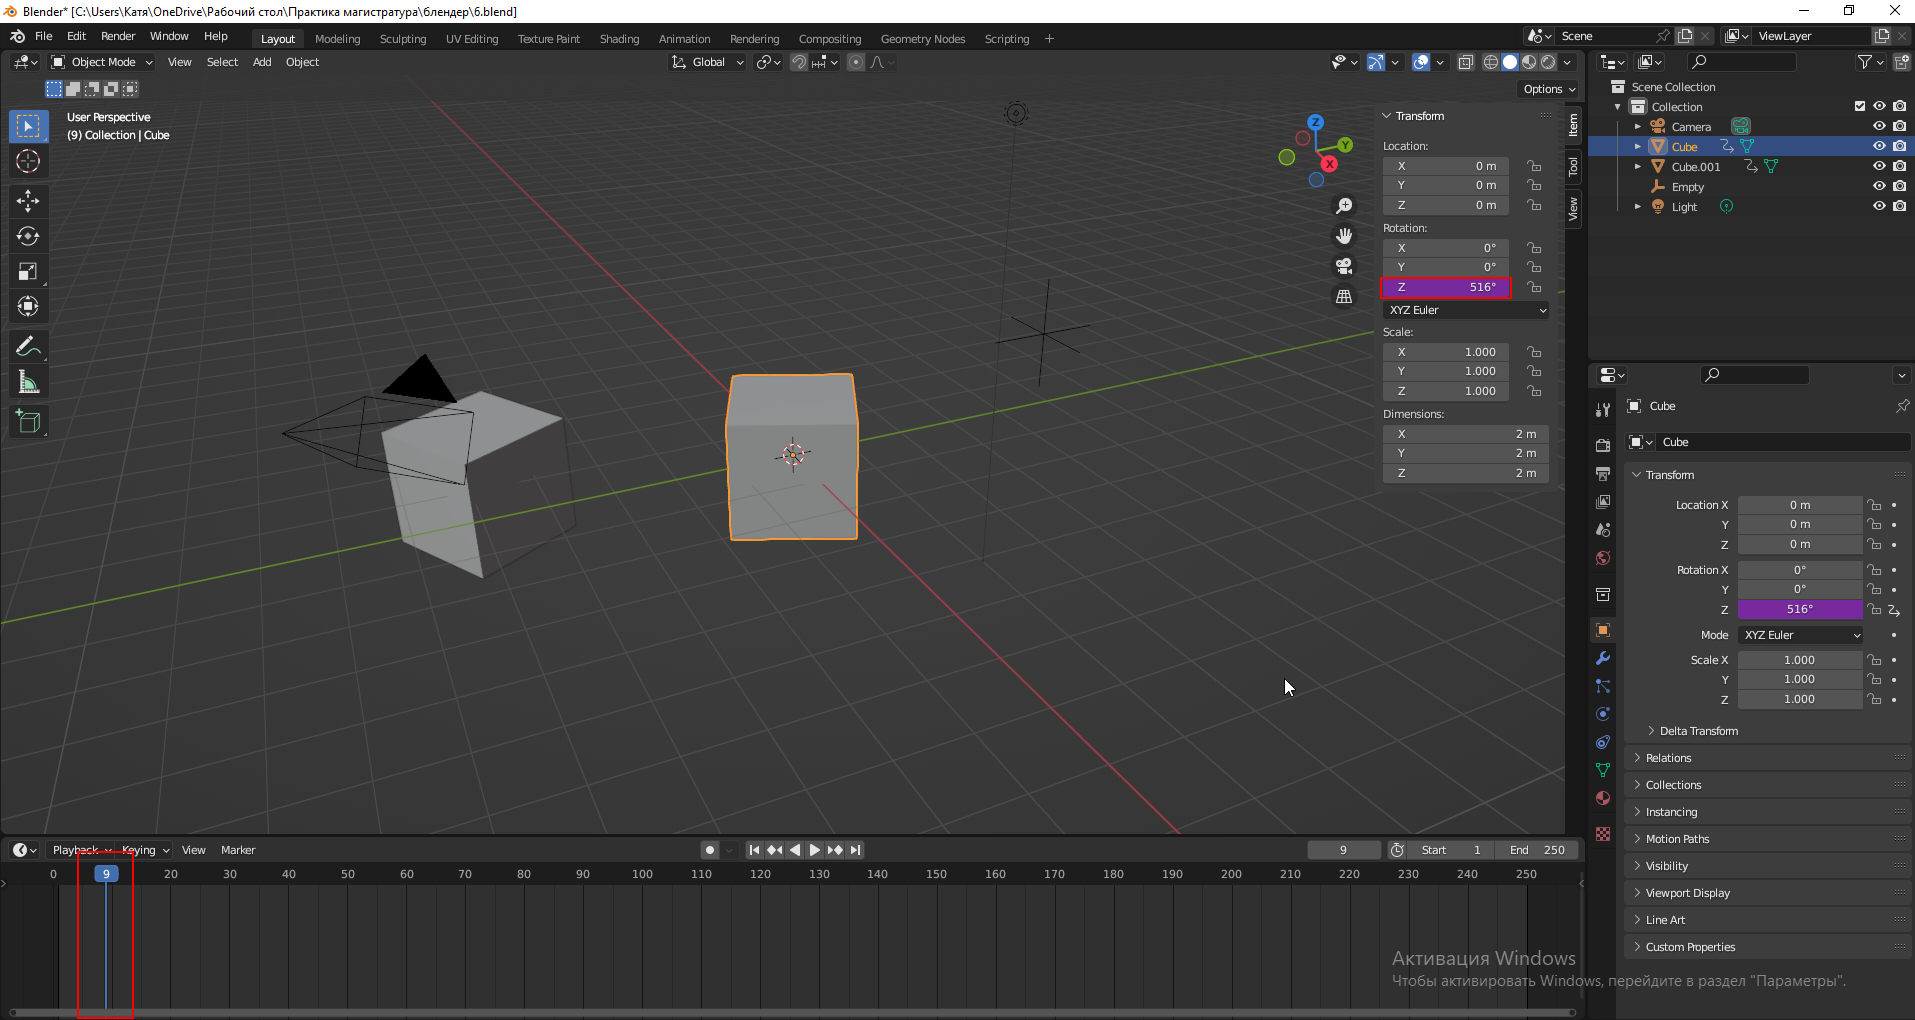 Blender* [C:\Users\Катя\OneDrive\Рабочий стол\Практика магистратура\блендер\6.blend]
File Edit Render Window Help Layout Modeling Sculpting UV Editing Texture Paint Shading Animation Rendering Compositing Geometry Nodes Scripting + Scene ViewLayer
Object Mode View Select Add Object Global
Options
User Perspective
(9) Collection | Cube
Z
Y
X
Transform
Location:
X 0 m
Y 0 m
Z 0 m
Rotation:
X 0°
Y 0°
Z 516°
XYZ Euler
Scale:
X 1.000
Y 1.000
Z 1.000
Dimensions:
X 2 m
Y 2 m
Z 2 m
Item
Tool
View
Scene Collection
Collection
Camera
Cube
Cube.001
Empty
Light
Cube
Cube
Transform
Location X 0 m
Y 0 m
Z 0 m
Rotation X 0°
Y 0°
Z 516°
Mode XYZ Euler
Scale X 1.000
Y 1.000
Z 1.000
Delta Transform
Relations
Collections
Instancing
Motion Paths
Visibility
Viewport Display
Line Art
Custom Properties
Playback Keying View Marker 9 Start 1 End 250
0 9 20 30 40 50 60 70 80 90 100 110 120 130 140 150 160 170 180 190 200 210 220 230 240 250
Активация Windows
Чтобы активировать Windows, перейдите в раздел "Параметры".